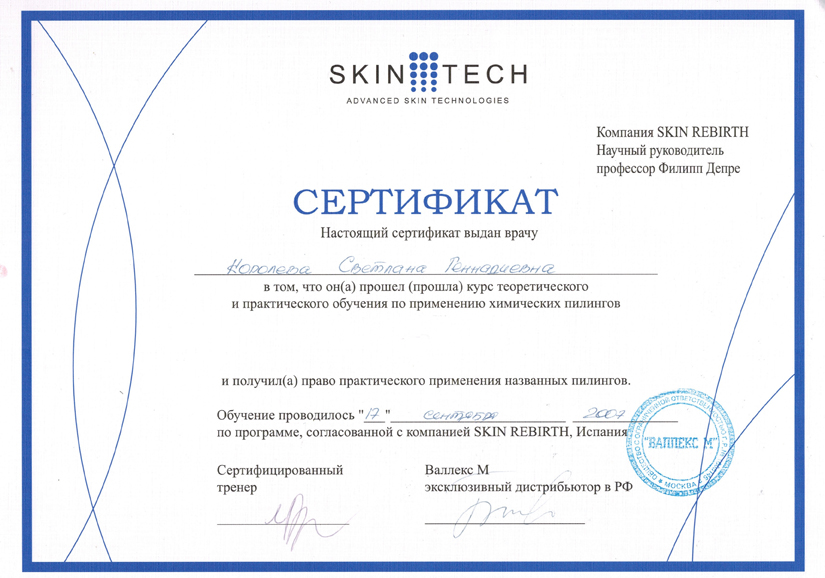 SKIN TECH
ADVANCED SKIN TECHNOLOGIES
Компания SKIN REBIRTH
Научный руководитель
профессор Филипп Депре
СЕРТИФИКАТ
Настоящий сертификат выдан врачу
Королева Светлана Геннадиевна
в том, что он(а) прошел (прошла) курс теоретического
и практического обучения по применению химических пилингов
и получил(а) право практического применения названных пилингов.
Обучение проводилось "17" сентября 2007
по программе, согласованной с компанией SKIN REBIRTH, Испания
Сертифицированный
тренер
Валлекс М
эксклюзивный дистрибьютор в РФ
ОБЩЕСТВО С ОГРАНИЧЕННОЙ ОТВЕТСТВЕННОСТЬЮ
"ВАЛЛЕКС М"
МОСКВА